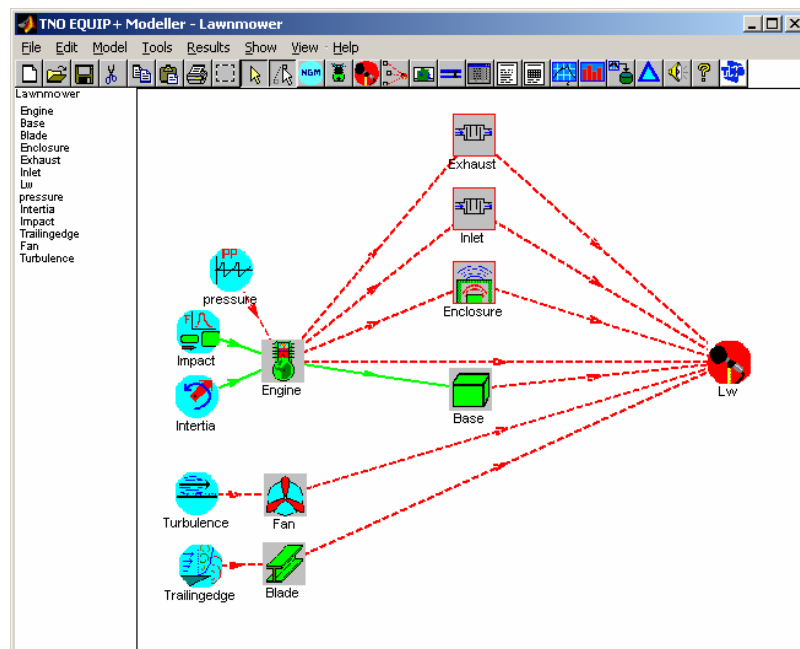 TNO EQUIP+ Modeller - Lawnmower
File Edit Model Tools Results Show View Help
NGM
Lawnmower
Engine
Base
Blade
Enclosure
Exhaust
Inlet
Lw
pressure
Intertia
Impact
Trailingedge
Fan
Turbulence
Exhaust
Inlet
PP
pressure
Enclosure
F
Impact
Engine
Lw
Intertia
Base
Turbulence
Fan
Trailingedge
Blade